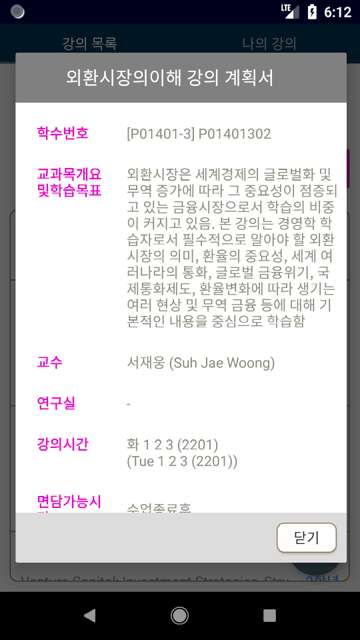 LTE 6:12
강의 목록 나의 강의
외환시장의이해 강의 계획서
학수번호 [P01401-3] P01401302
교과목개요 외환시장은 세계경제의 글로벌화 및
및학습목표 무역 증가에 따라 그 중요성이 점증되
고 있는 금융시장으로서 학습의 비중
이 커지고 있음. 본 강의는 경영학 학
습자로서 필수적으로 알아야 할 외환
시장의 의미, 환율의 중요성, 세계 여
러나라의 통화, 글로벌 금융위기, 국
제통화제도, 환율변화에 따라 생기는
여러 현상 및 무역 금융 등에 대해 기
본적인 내용을 중심으로 학습함
교수 서재웅 (Suh Jae Woong)
연구실 -
강의시간 화 1 2 3 (2201)
(Tue 1 2 3 (2201))
면담가능시
수업종료후
닫기
Venture Capital: Investment Strategies, Stru